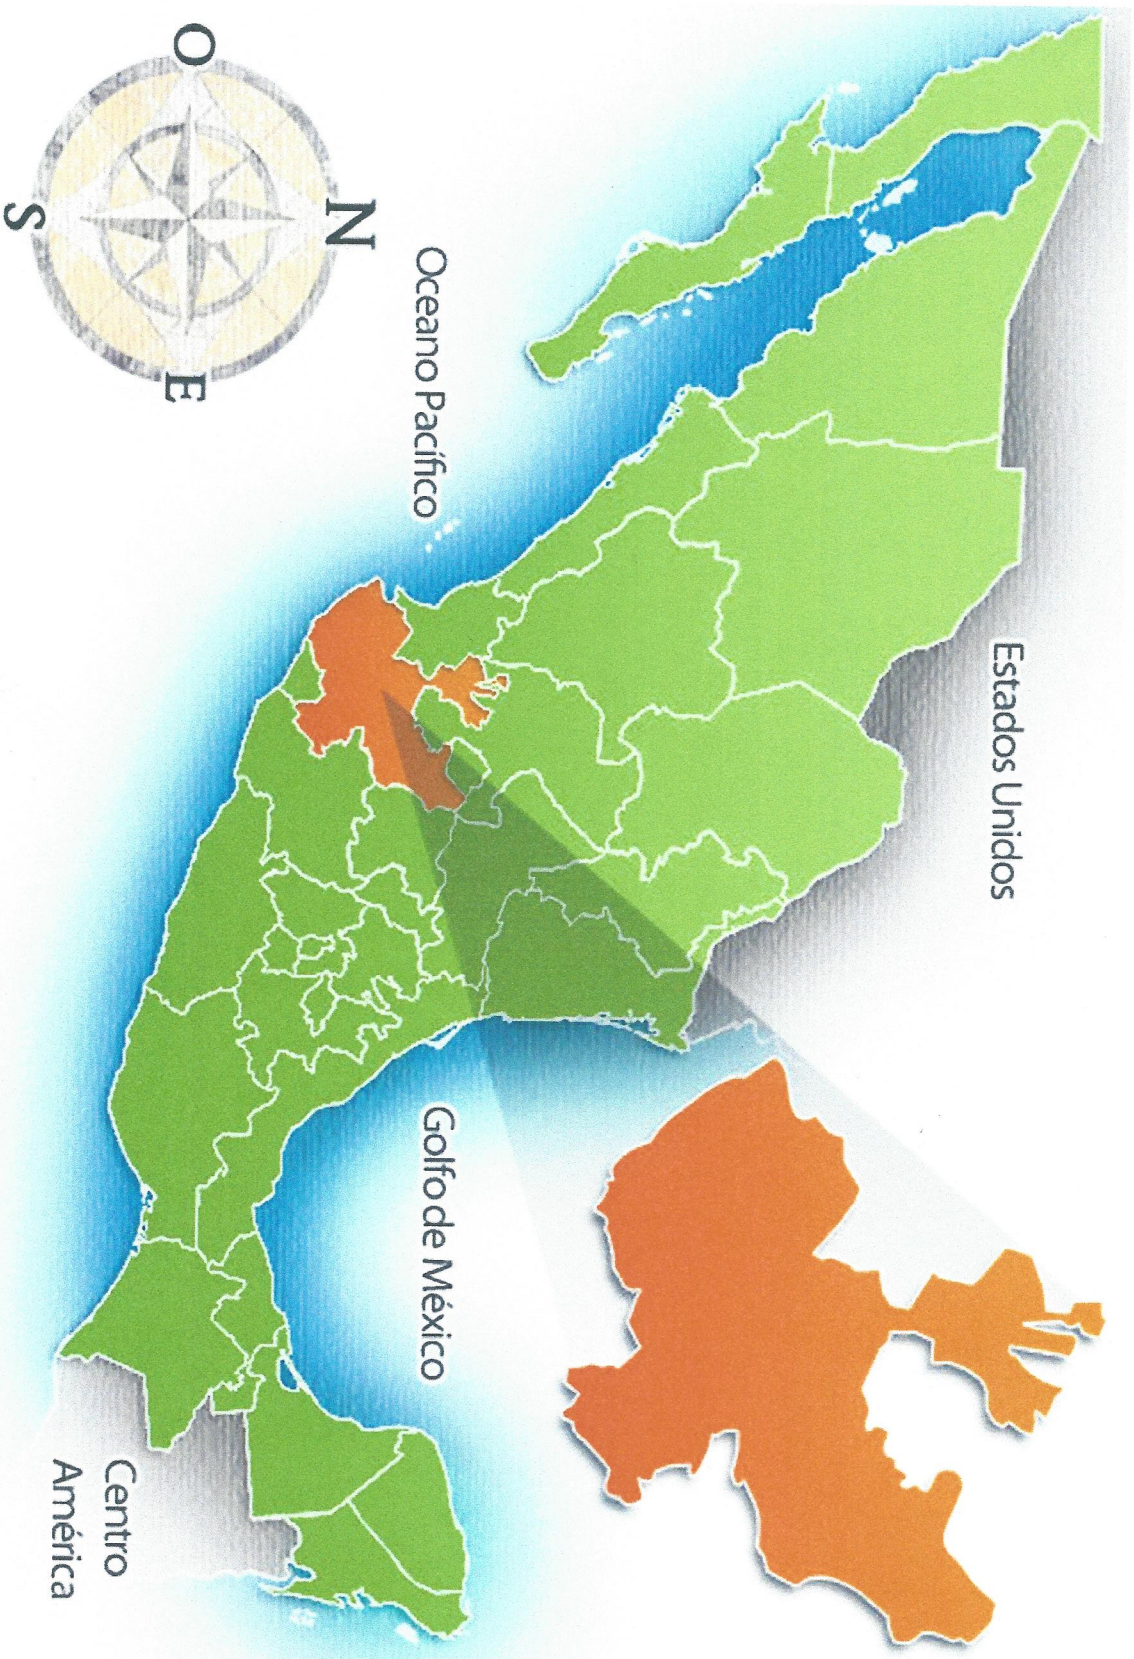 Estados Unidos
Oceano Pacífico
Golfo de México
Centro
América
N
O
E
S